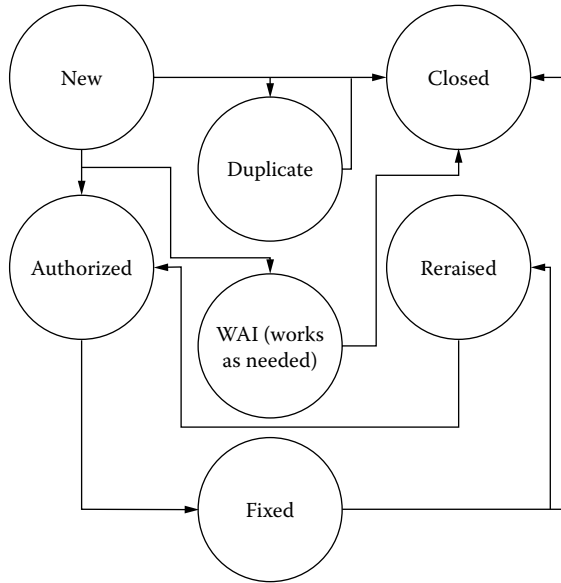 New
Closed
Duplicate
Authorized
Reraised
WAI (works
as needed)
Fixed